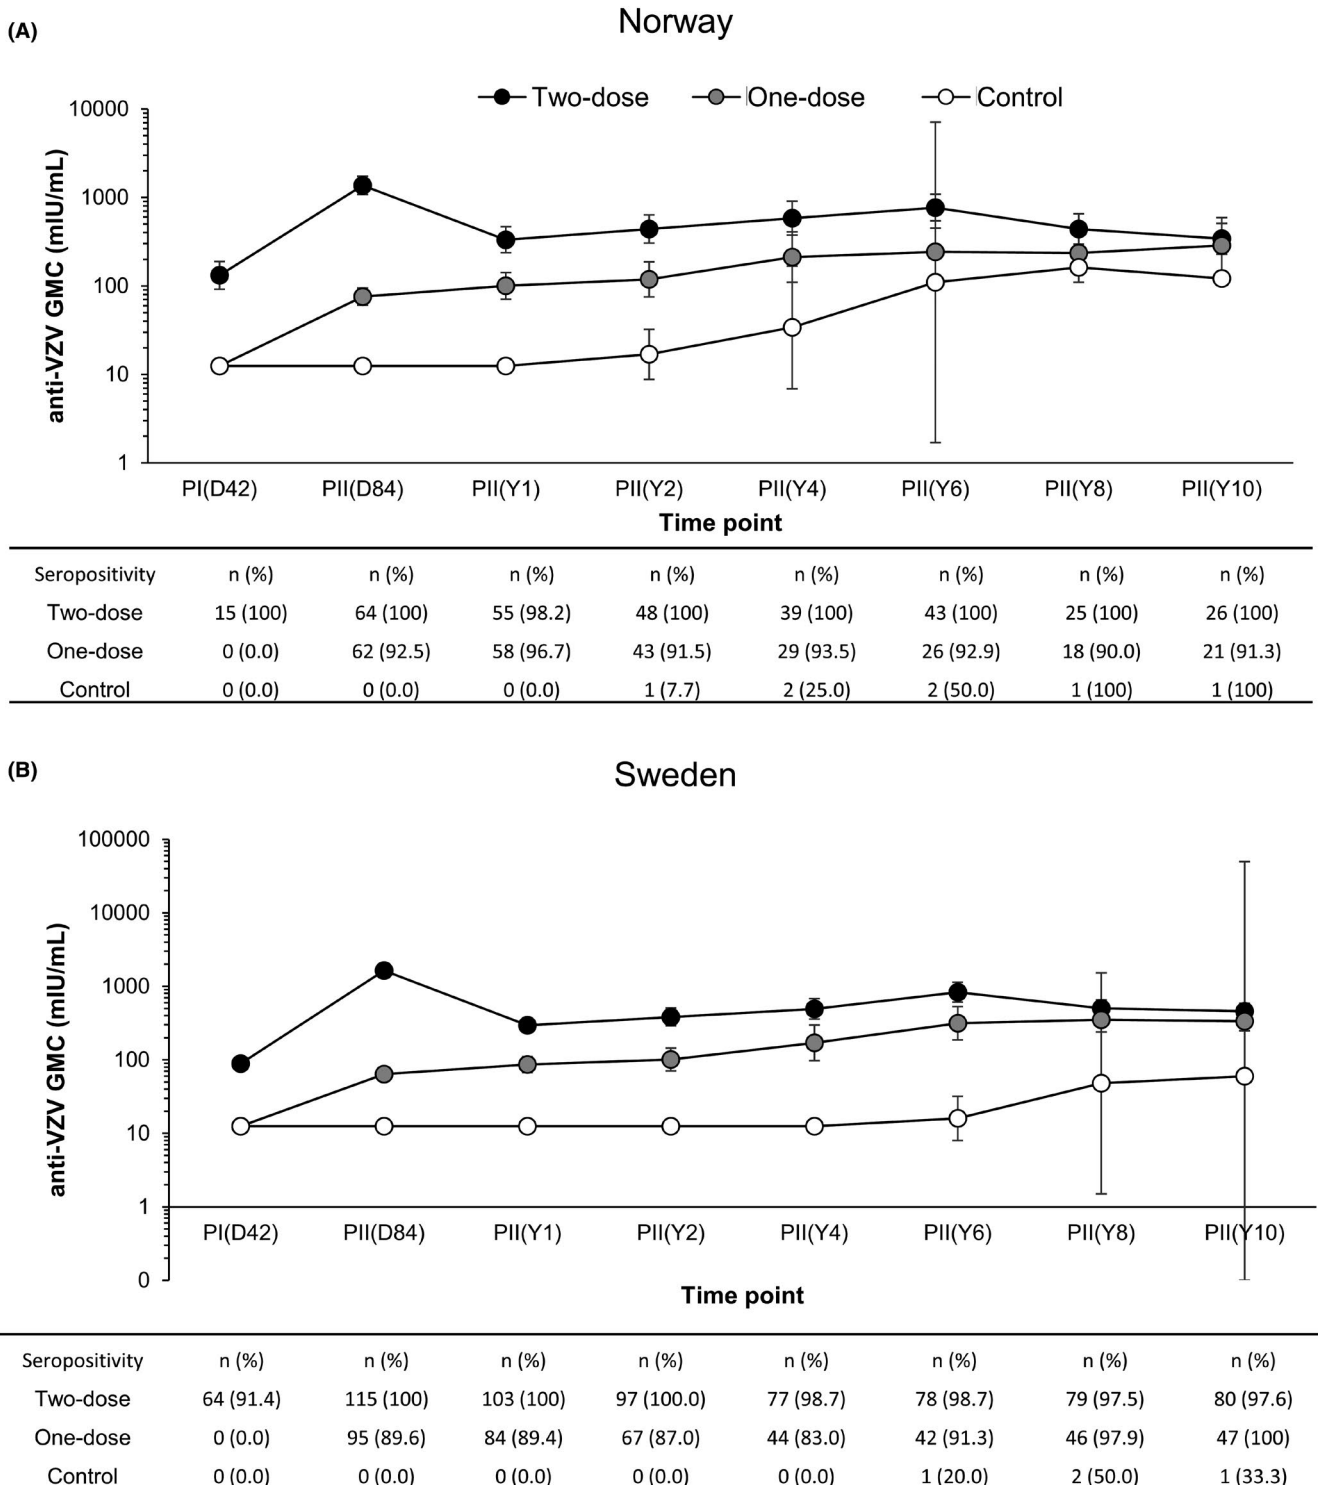 (A)
Norway
Two-dose One-dose Control
10000
1000
100
10
1
anti-VZV GMC (mIU/mL)
PI(D42) PII(D84) PII(Y1) PII(Y2) PII(Y4) PII(Y6) PII(Y8) PII(Y10)
Time point
Seropositivity n (%) n (%) n (%) n (%) n (%) n (%) n (%) n (%)
Two-dose 15 (100) 64 (100) 55 (98.2) 48 (100) 39 (100) 43 (100) 25 (100) 26 (100)
One-dose 0 (0.0) 62 (92.5) 58 (96.7) 43 (91.5) 29 (93.5) 26 (92.9) 18 (90.0) 21 (91.3)
Control 0 (0.0) 0 (0.0) 0 (0.0) 1 (7.7) 2 (25.0) 2 (50.0) 1 (100) 1 (100)
(B)
Sweden
100000
10000
1000
100
10
1
0
anti-VZV GMC (mIU/mL)
PI(D42) PII(D84) PII(Y1) PII(Y2) PII(Y4) PII(Y6) PII(Y8) PII(Y10)
Time point
Seropositivity n (%) n (%) n (%) n (%) n (%) n (%) n (%) n (%)
Two-dose 64 (91.4) 115 (100) 103 (100) 97 (100.0) 77 (98.7) 78 (98.7) 79 (97.5) 80 (97.6)
One-dose 0 (0.0) 95 (89.6) 84 (89.4) 67 (87.0) 44 (83.0) 42 (91.3) 46 (97.9) 47 (100)
Control 0 (0.0) 0 (0.0) 0 (0.0) 0 (0.0) 0 (0.0) 1 (20.0) 2 (50.0) 1 (33.3)